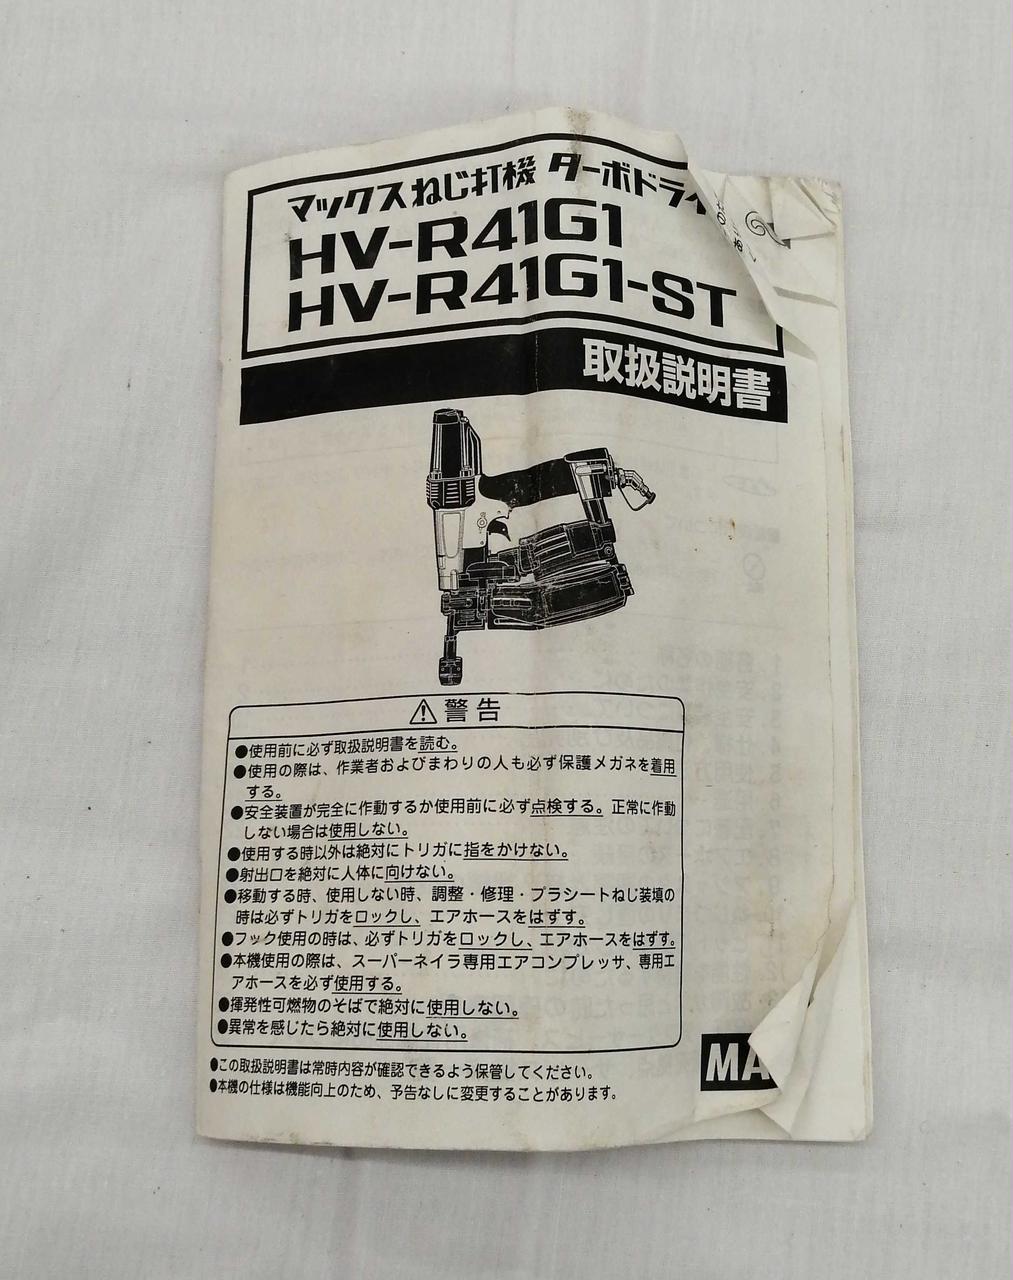 マックスねじ打機 ターボドライ
HV-R41G1
HV-R41G1-ST
取扱説明書
⚠警告
●使用前に必ず取扱説明書を読む。
●使用の際は、作業者およびまわりの人も必ず保護メガネを着用
する。
●安全装置が完全に作動するか使用前に必ず点検する。正常に作動
しない場合は使用しない。
●使用する時以外は絶対にトリガに指をかけない。
●射出口を絶対に人体に向けない。
●移動する時、使用しない時、調整・修理・プラシートねじ装填の
時は必ずトリガをロックし、エアホースをはずす。
●フック使用の時は、必ずトリガをロックし、エアホースをはずす。
●本機使用の際は、スーパーネイラ専用エアコンプレッサ、専用エ
アホースを必ず使用する。
●揮発性可燃物のそばで絶対に使用しない。
●異常を感じたら絶対に使用しない。
●この取扱説明書は常時内容が確認できるよう保管してください。
●本機の仕様は機能向上のため、予告なしに変更することがあります。
MA